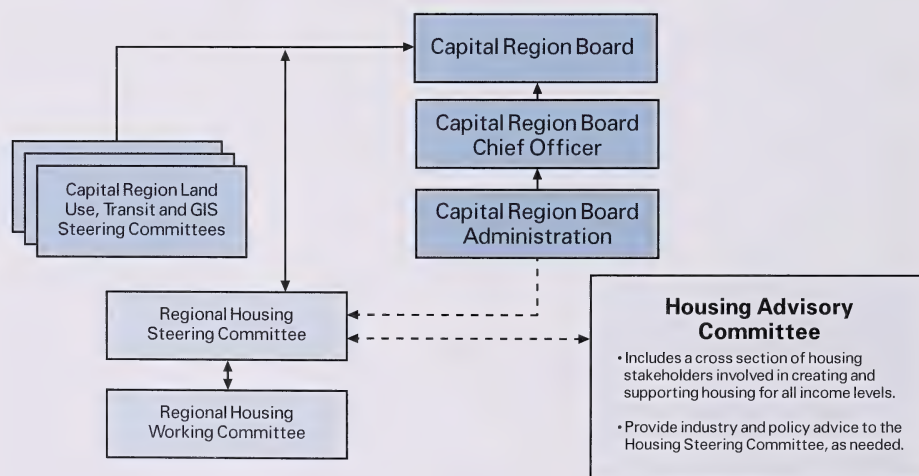 Capital Region Board
Capital Region Board
Chief Officer
Capital Region Land
Use, Transit and GIS
Steering Committees
Capital Region Board
Administration
Regional Housing
Steering Committee
Housing Advisory
Committee
• Includes a cross section of housing
stakeholders involved in creating and
supporting housing for all income levels.
• Provide industry and policy advice to the
Housing Steering Committee, as needed.
Regional Housing
Working Committee